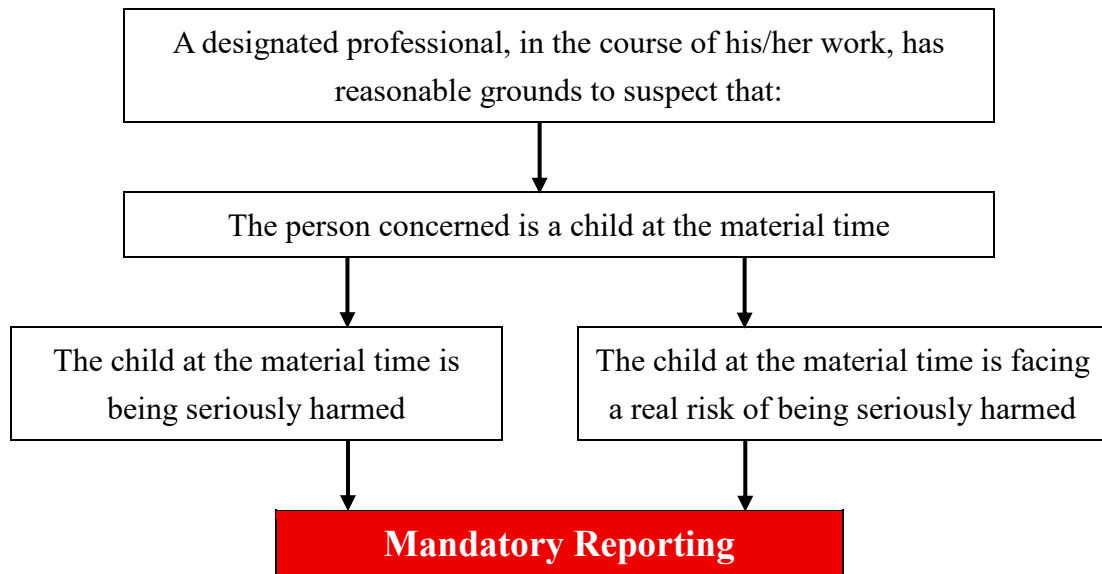 A designated professional, in the course of his/her work, has
reasonable grounds to suspect that:
The person concerned is a child at the material time
The child at the material time is
being seriously harmed
The child at the material time is facing
a real risk of being seriously harmed
Mandatory Reporting